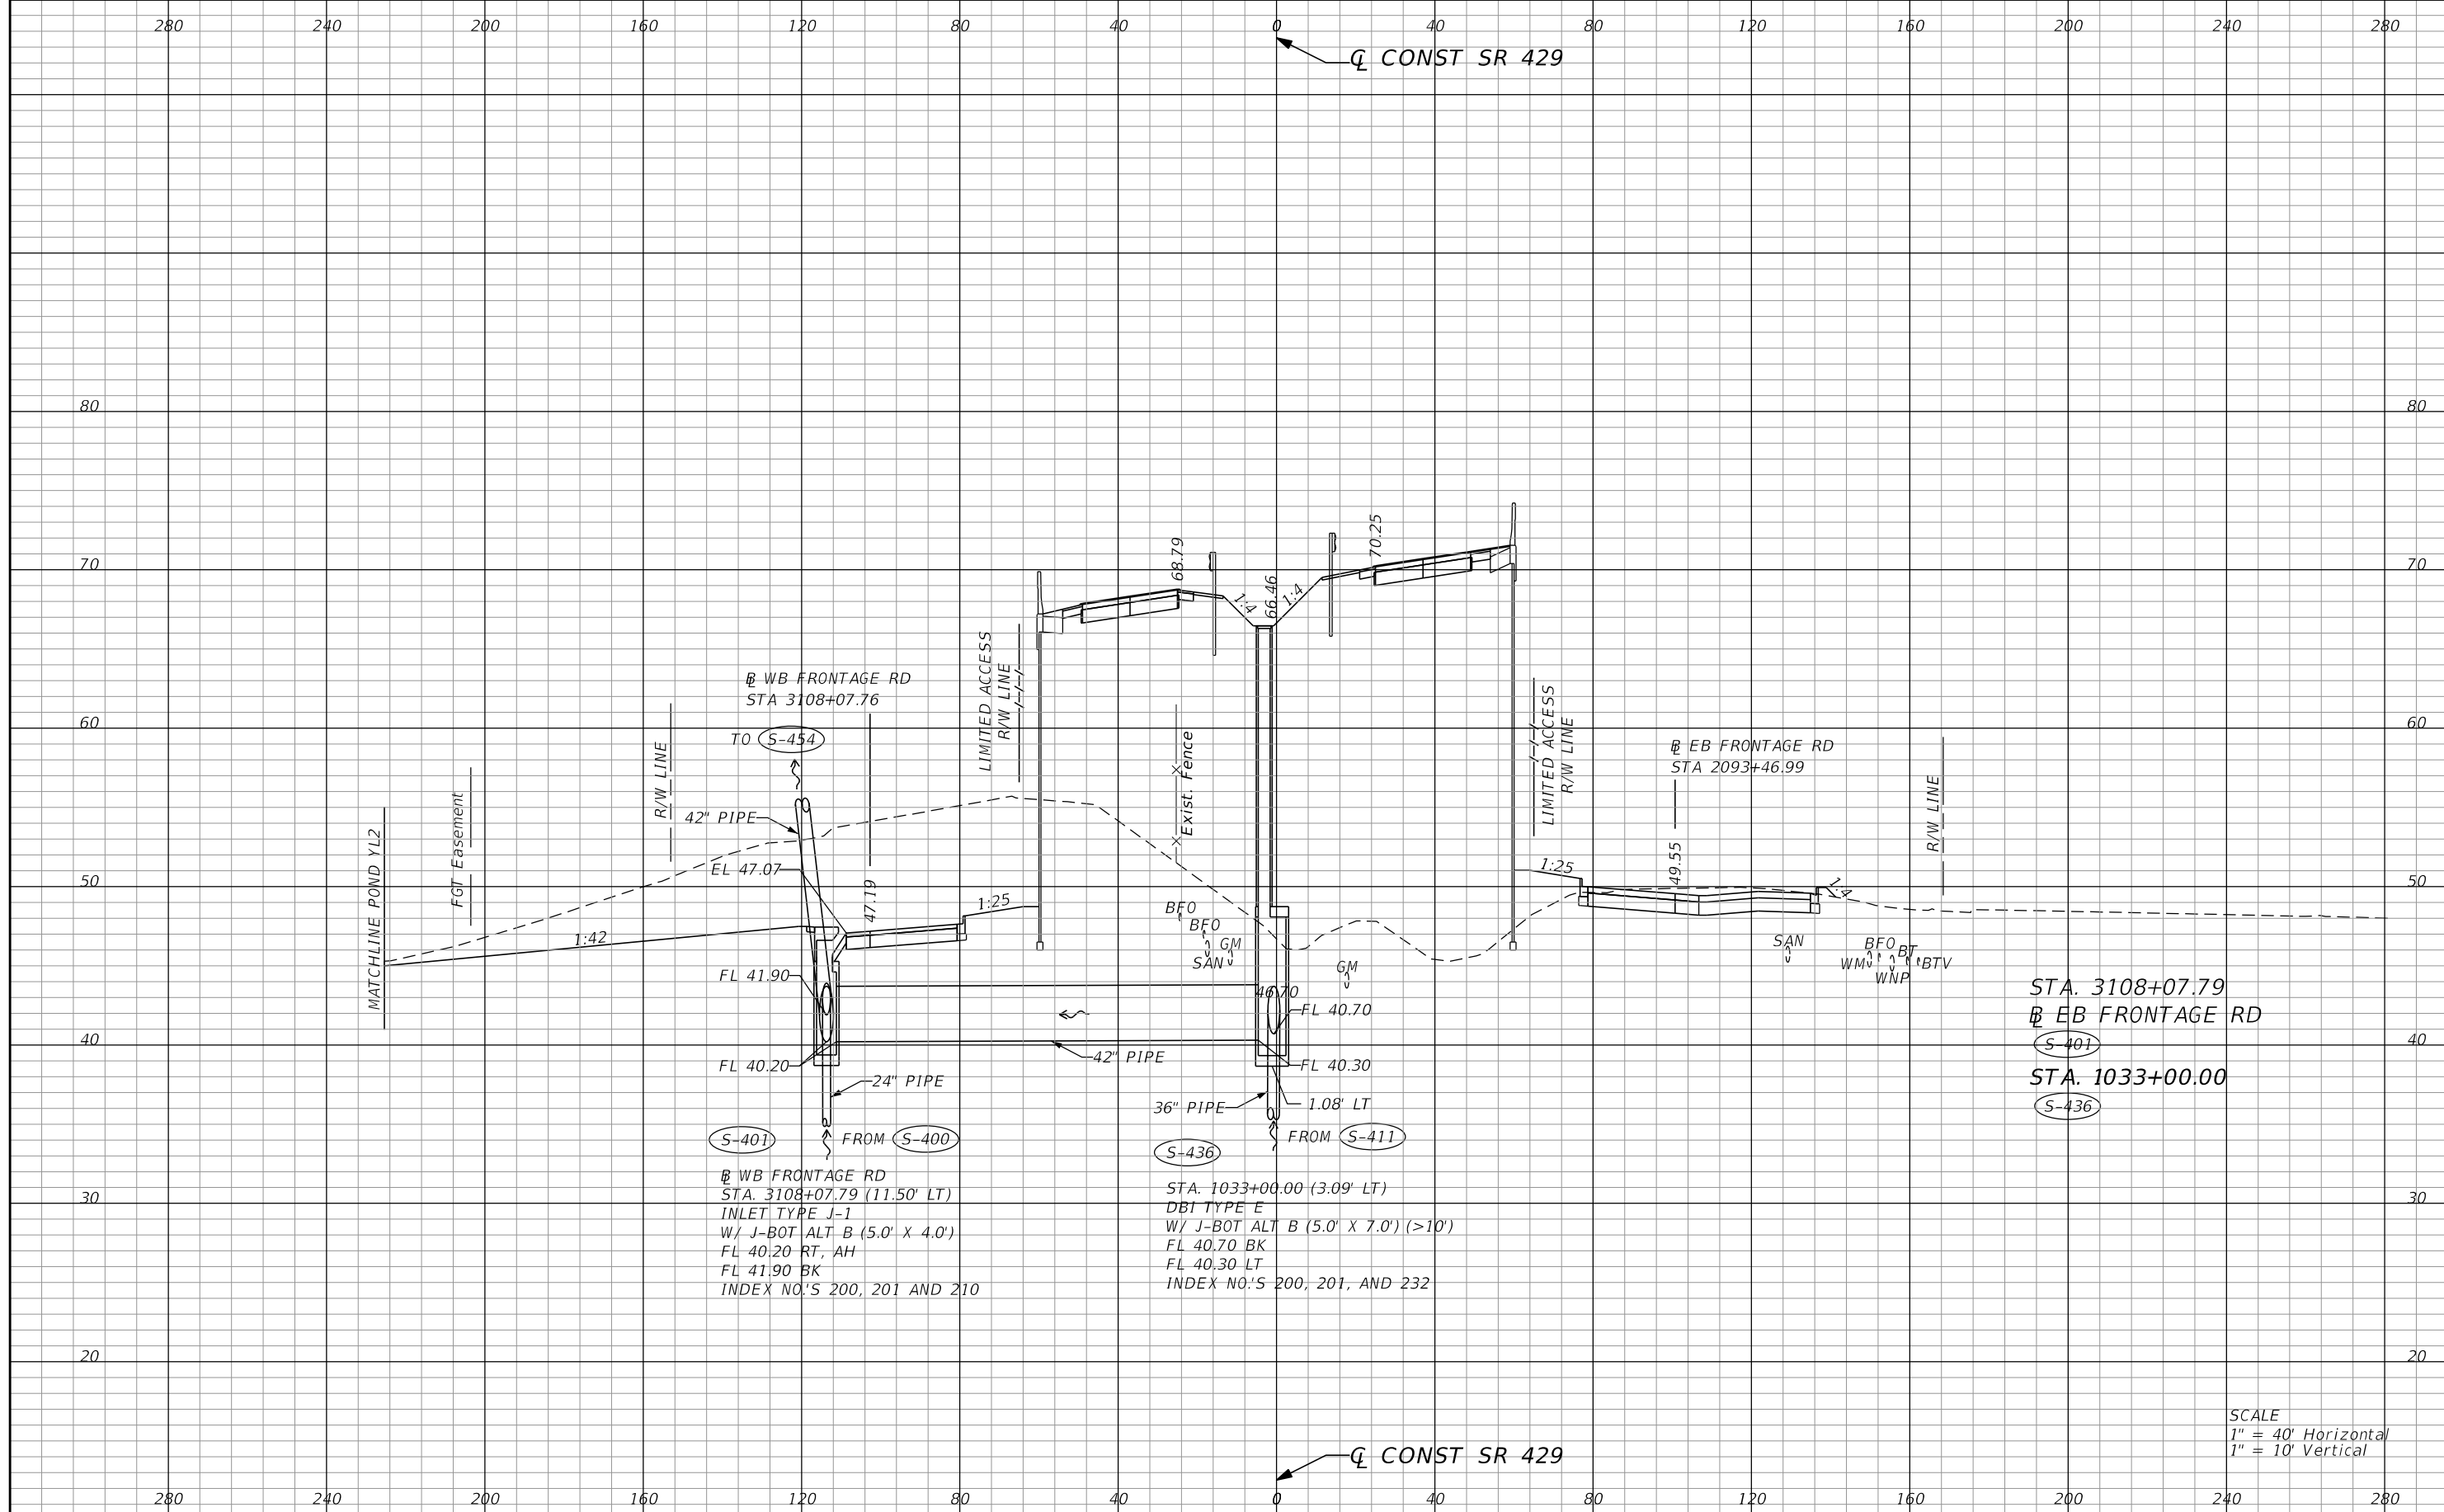 280 240 200 160 120 80 40 0 40 80 120 160 200 240 280
℄ CONST SR 429
80 80
70 70
60 60
50 50
40 40
30 30
20 20
68.79
70.25
66.46
1:4
1:4
LIMITED ACCESS
R/W LINE
B̲L WB FRONTAGE RD
STA 3108+07.76
TO S-454
42" PIPE
EL 47.07
47.19
1:25
R/W LINE
FGT Easement
MATCHLINE POND YL2
1:42
Exist. Fence
BFO
BFO
GM
SAN
LIMITED ACCESS
R/W LINE
BL EB FRONTAGE RD
STA 2093+46.99
49.55
1:25
1:4
R/W LINE
GM
SAN
BFO
BT
WM
BTV
WNP
FL 41.90
46.70
FL 40.70
42" PIPE
FL 40.20
FL 40.30
24" PIPE
36" PIPE
1.08' LT
STA. 3108+07.79
BL EB FRONTAGE RD
S-401
STA. 1033+00.00
S-436
S-401
FROM S-400
BL WB FRONTAGE RD
STA. 3108+07.79 (11.50' LT)
INLET TYPE J-1
W/ J-BOT ALT B (5.0' X 4.0')
FL 40.20 RT, AH
FL 41.90 BK
INDEX NO.'S 200, 201 AND 210
S-436
FROM S-411
STA. 1033+00.00 (3.09' LT)
DBI TYPE E
W/ J-BOT ALT B (5.0' X 7.0') (>10')
FL 40.70 BK
FL 40.30 LT
INDEX NO.'S 200, 201, AND 232
SCALE
1" = 40' Horizontal
1" = 10' Vertical
℄ CONST SR 429
280 240 200 160 120 80 40 0 40 80 120 160 200 240 280